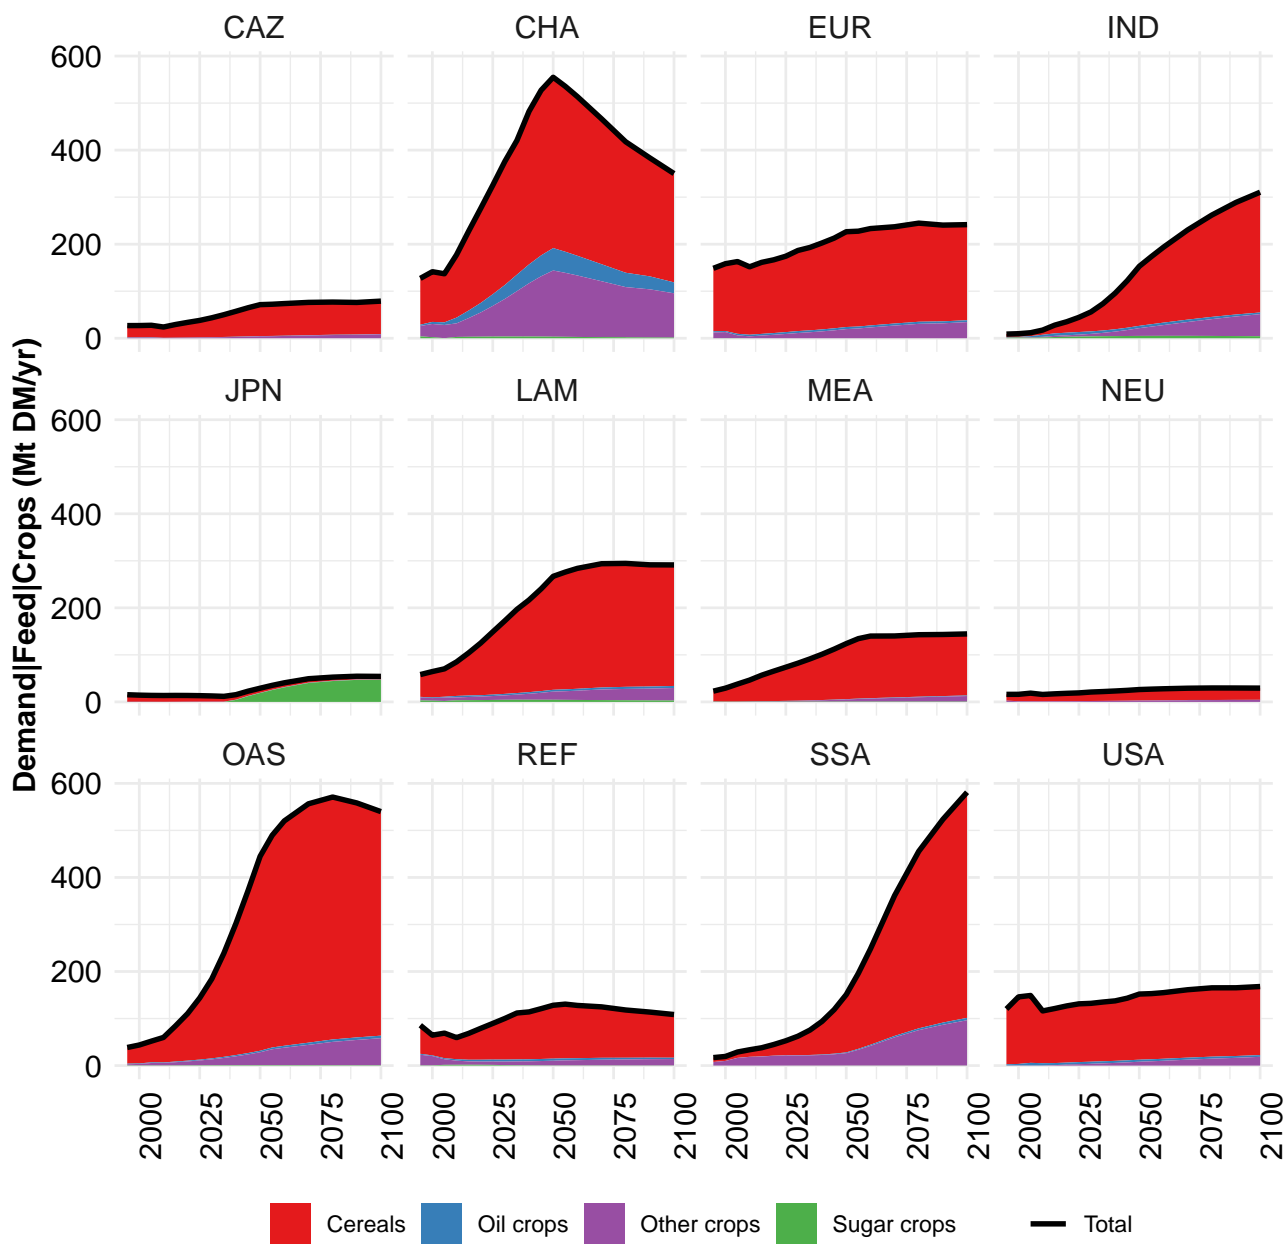 CAZ CHA EUR IND
600
400
200
0
JPN LAM MEA NEU
600
400
200
0
Demand|Feed|Crops (Mt DM/yr)
OAS REF SSA USA
600
400
200
0
2000 2025 2050 2075 2100 2000 2025 2050 2075 2100 2000 2025 2050 2075 2100 2000 2025 2050 2075 2100
Cereals Oil crops Other crops Sugar crops Total